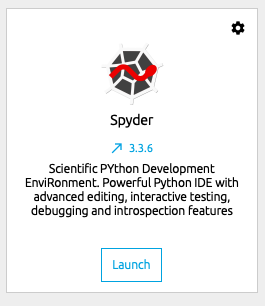 Spyder
3.3.6
Scientific PYthon Development
EnviRonment. Powerful Python IDE with
advanced editing, interactive testing,
debugging and introspection features
Launch